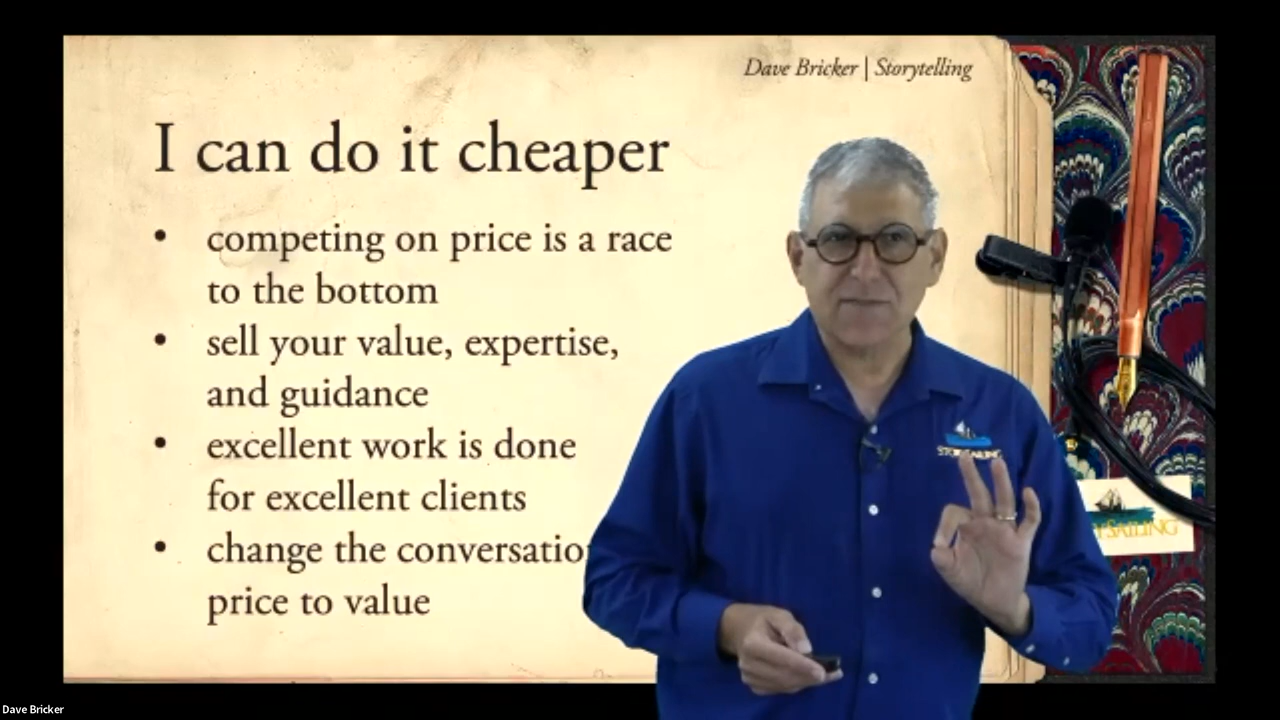 Dave Bricker | Storytelling
I can do it cheaper
• competing on price is a race
to the bottom
• sell your value, expertise,
and guidance
• excellent work is done
for excellent clients
• change the conversatio
price to value
Dave Bricker